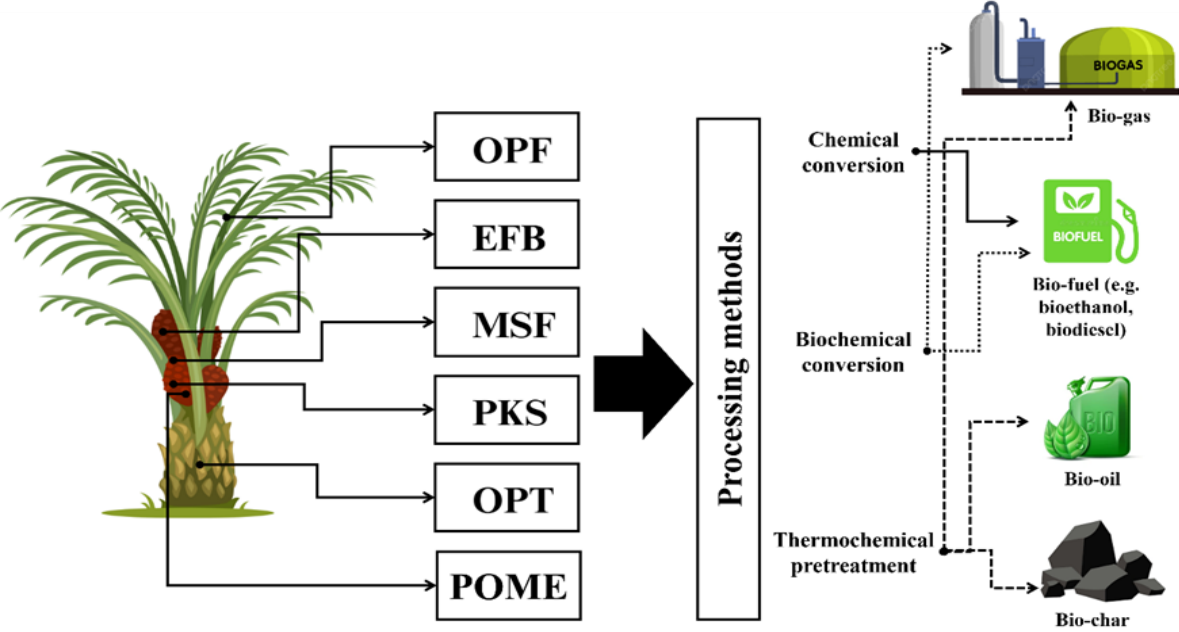 OPF
EFB
MSF
PKS
OPT
POME
Processing methods
Chemical
conversion
Biochemical
conversion
Thermochemical
pretreatment
BIOGAS
Bio-gas
BIOFUEL
Bio-fuel (e.g.
bioethanol,
biodiescl)
BIO
Bio-oil
Bio-char